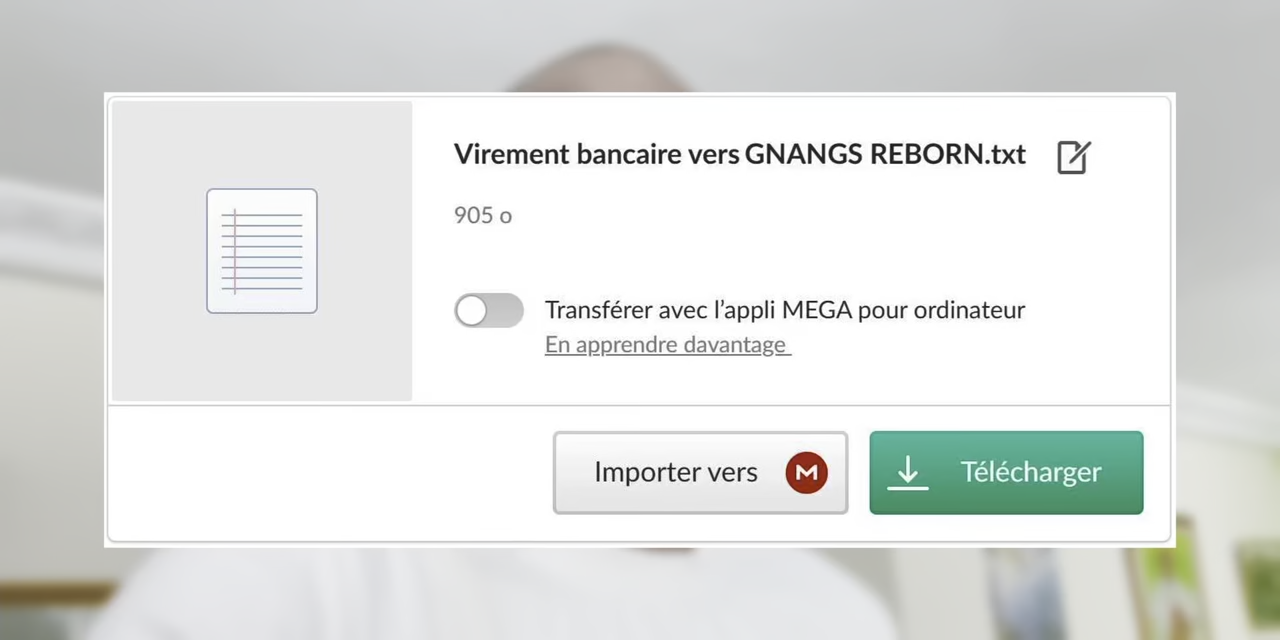 Virement bancaire vers GNANGS REBORN.txt
905 o
Transférer avec l’appli MEGA pour ordinateur
En apprendre davantage
Importer vers M
Télécharger